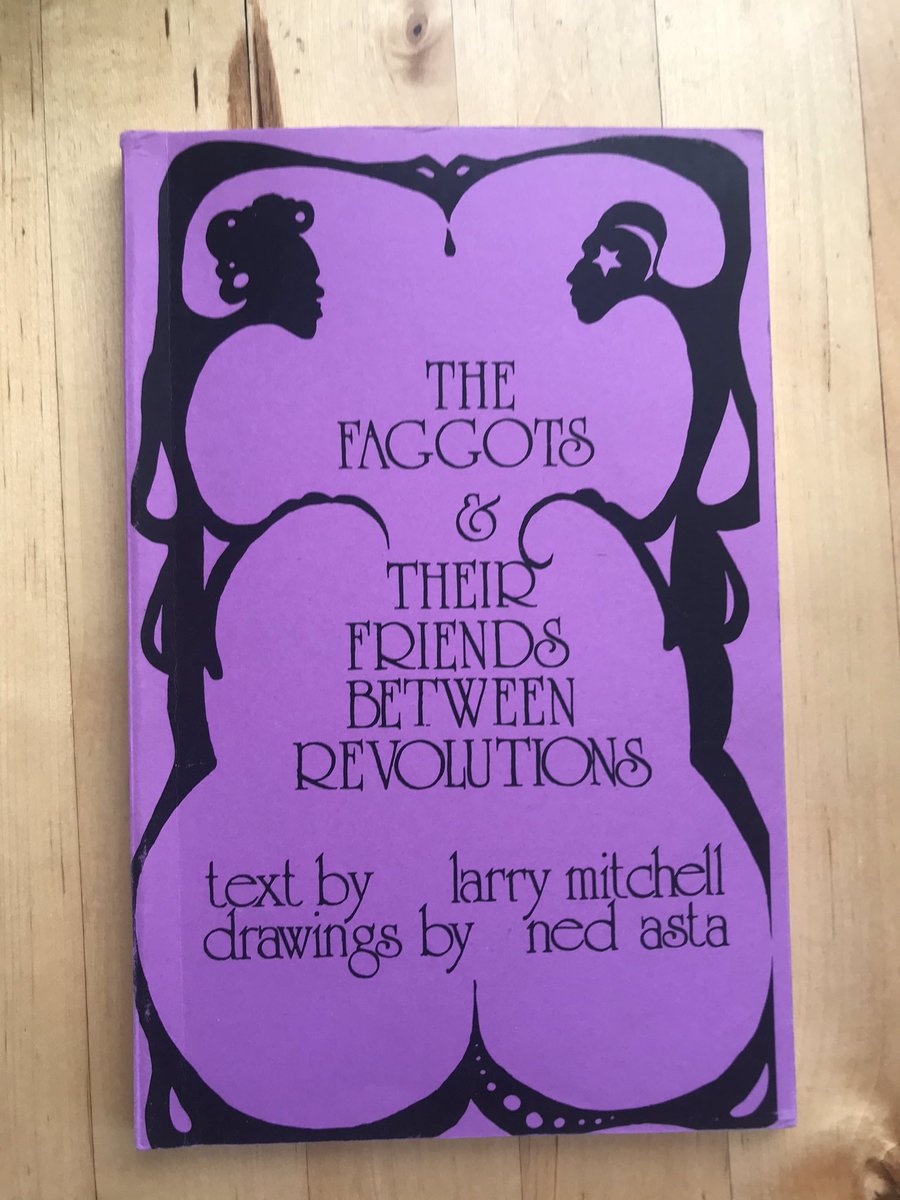 THE
FAGGOTS
&
THEIR
FRIENDS
BETWEEN
REVOLUTIONS
text by larry mitchell
drawings by ned asta